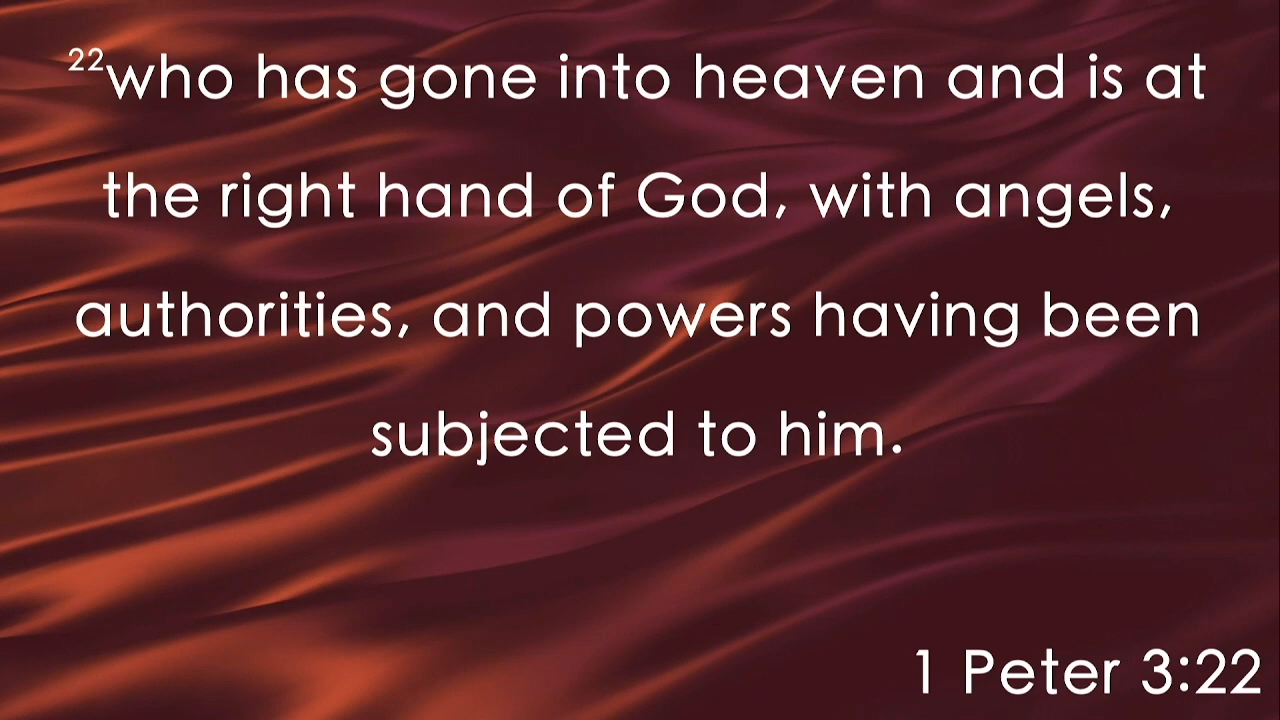 22who has gone into heaven and is at
the right hand of God, with angels,
authorities, and powers having been
subjected to him.
1 Peter 3:22